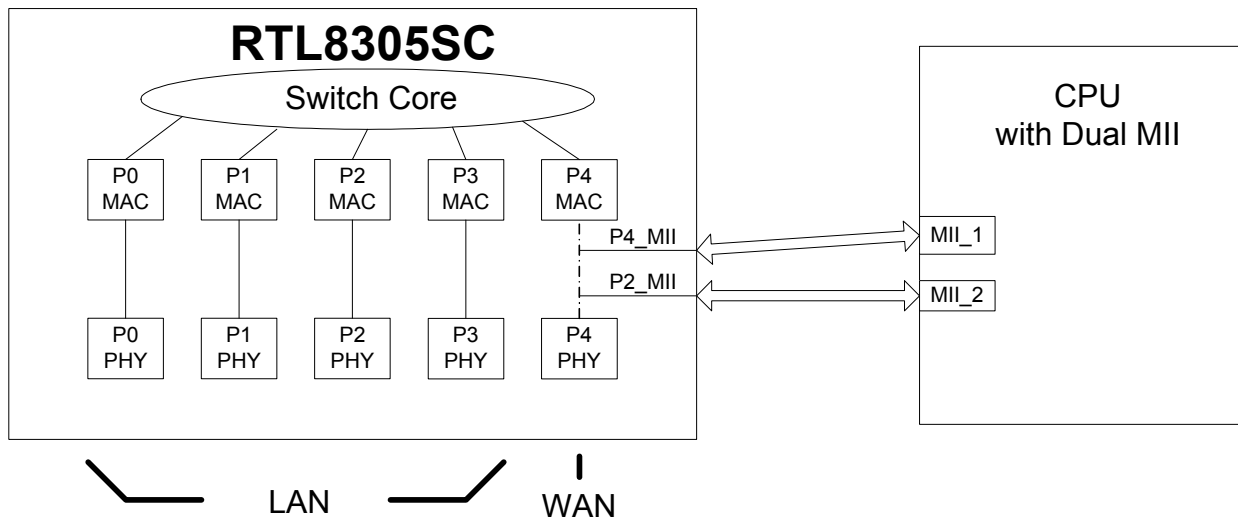 RTL8305SC
Switch Core
CPU
with Dual MII
P0
MAC
P1
MAC
P2
MAC
P3
MAC
P4
MAC
P4_MII
MII_1
P2_MII
MII_2
P0
PHY
P1
PHY
P2
PHY
P3
PHY
P4
PHY
LAN
WAN